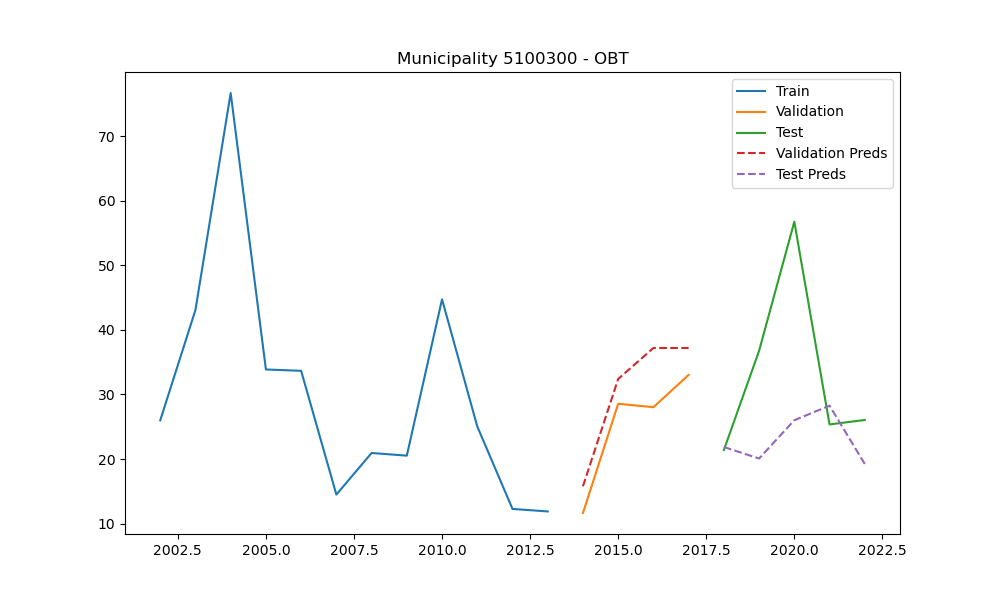 Municipality 5100300 - OBT
Train
Validation
Test
Validation Preds
Test Preds
70
60
50
40
30
20
10
2002.5 2005.0 2007.5 2010.0 2012.5 2015.0 2017.5 2020.0 2022.5